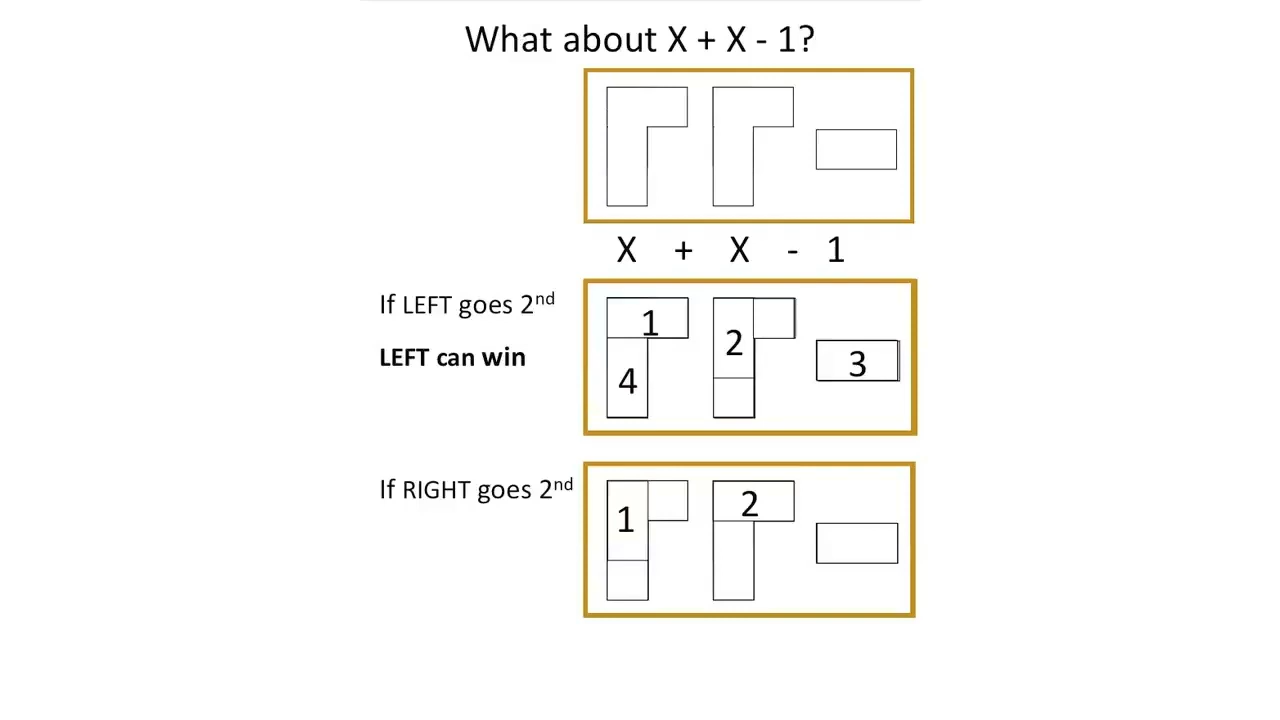 What about X + X - 1?
X + X - 1
If LEFT goes 2nd
LEFT can win
1
2
3
4
If RIGHT goes 2nd
1
2